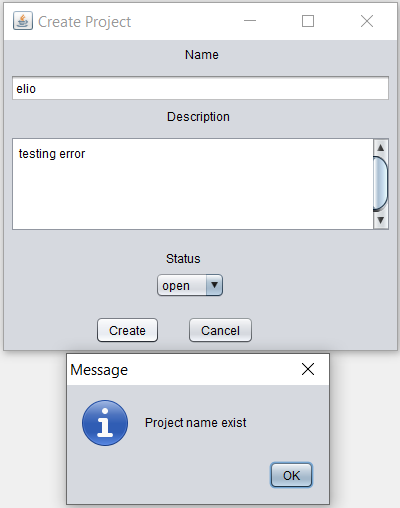 Create Project
Name
elio
Description
testing error
Status
open
Create Cancel
Message
Project name exist
OK